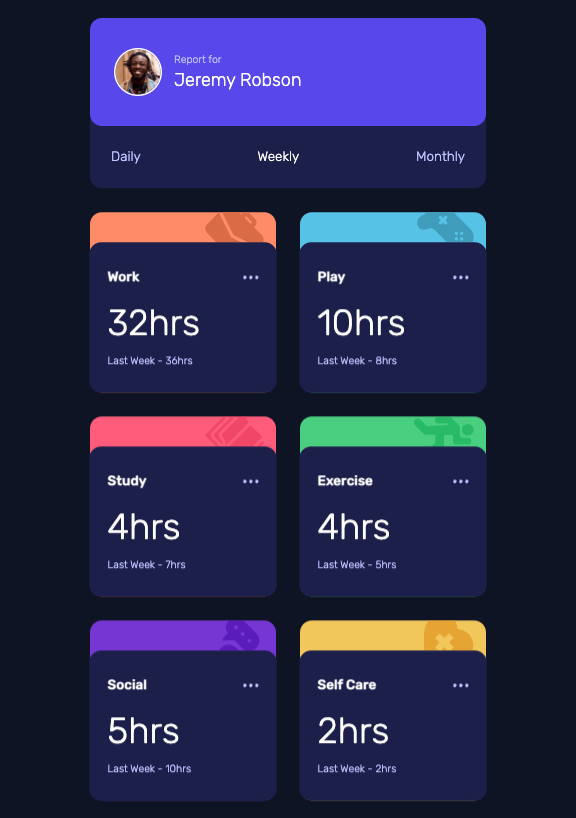 Report for
Jeremy Robson
Daily Weekly Monthly
Work
32hrs
Last Week - 36hrs
Play
10hrs
Last Week - 8hrs
Study
4hrs
Last Week - 7hrs
Exercise
4hrs
Last Week - 5hrs
Social
5hrs
Last Week - 10hrs
Self Care
2hrs
Last Week - 2hrs